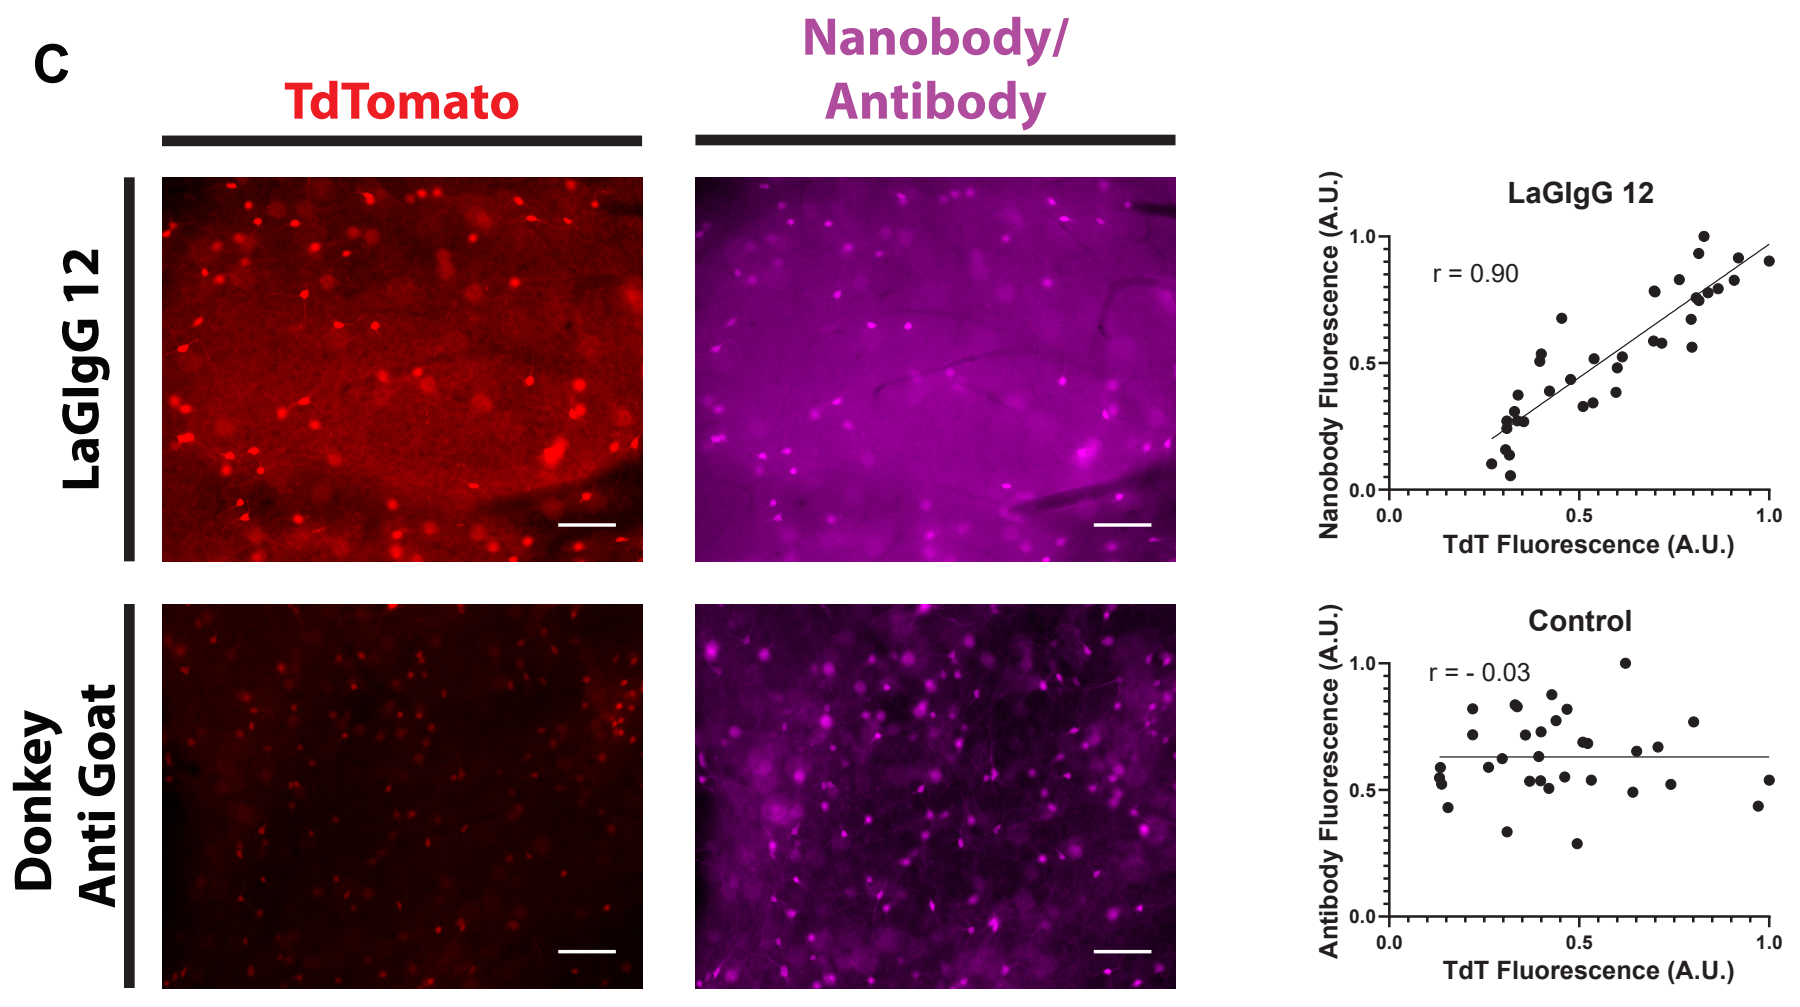 C
TdTomato
Nanobody/
Antibody
LaGIgG 12
LaGIgG 12
r = 0.90
Nanobody Fluorescence (A.U.)
1.0
0.5
0.0
0.0 0.5 1.0
TdT Fluorescence (A.U.)
Donkey
Anti Goat
Control
r = - 0.03
Antibody Fluorescence (A.U.)
1.0
0.5
0.0
0.0 0.5 1.0
TdT Fluorescence (A.U.)